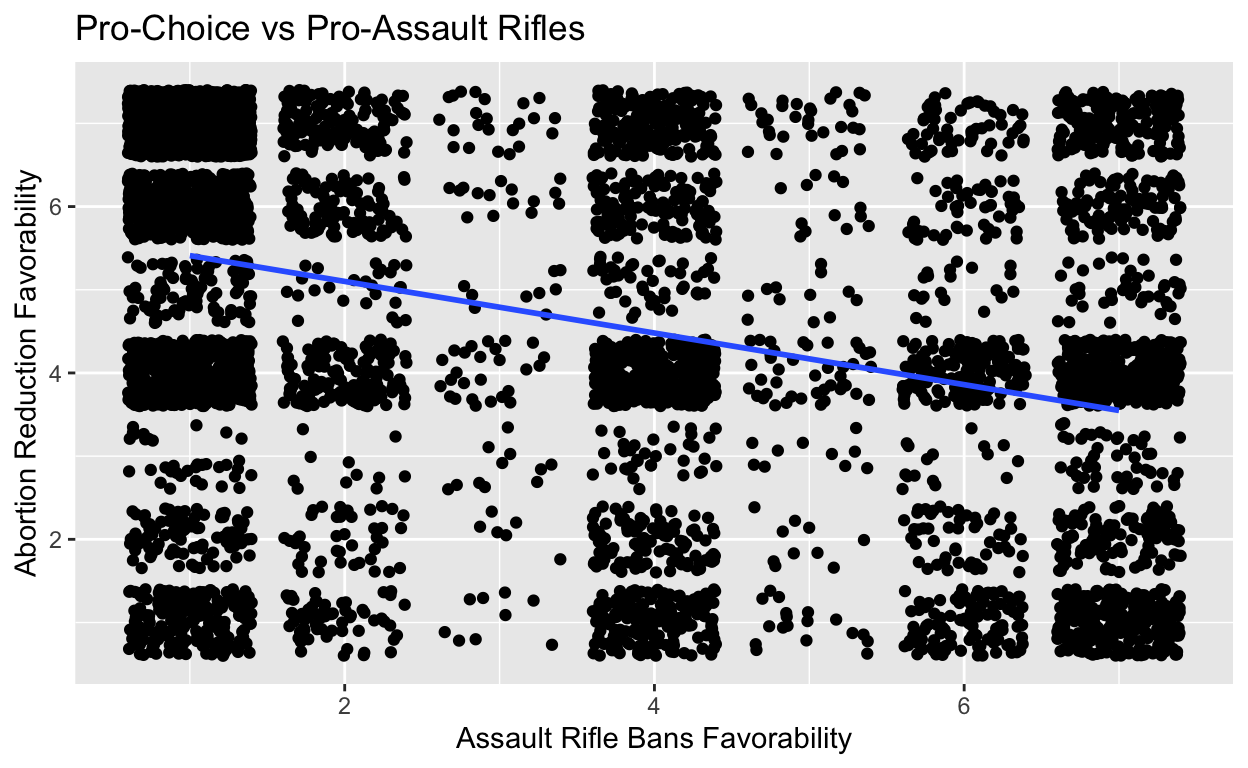 Pro-Choice vs Pro-Assault Rifles
Abortion Reduction Favorability
6
4
2
2
4
6
Assault Rifle Bans Favorability